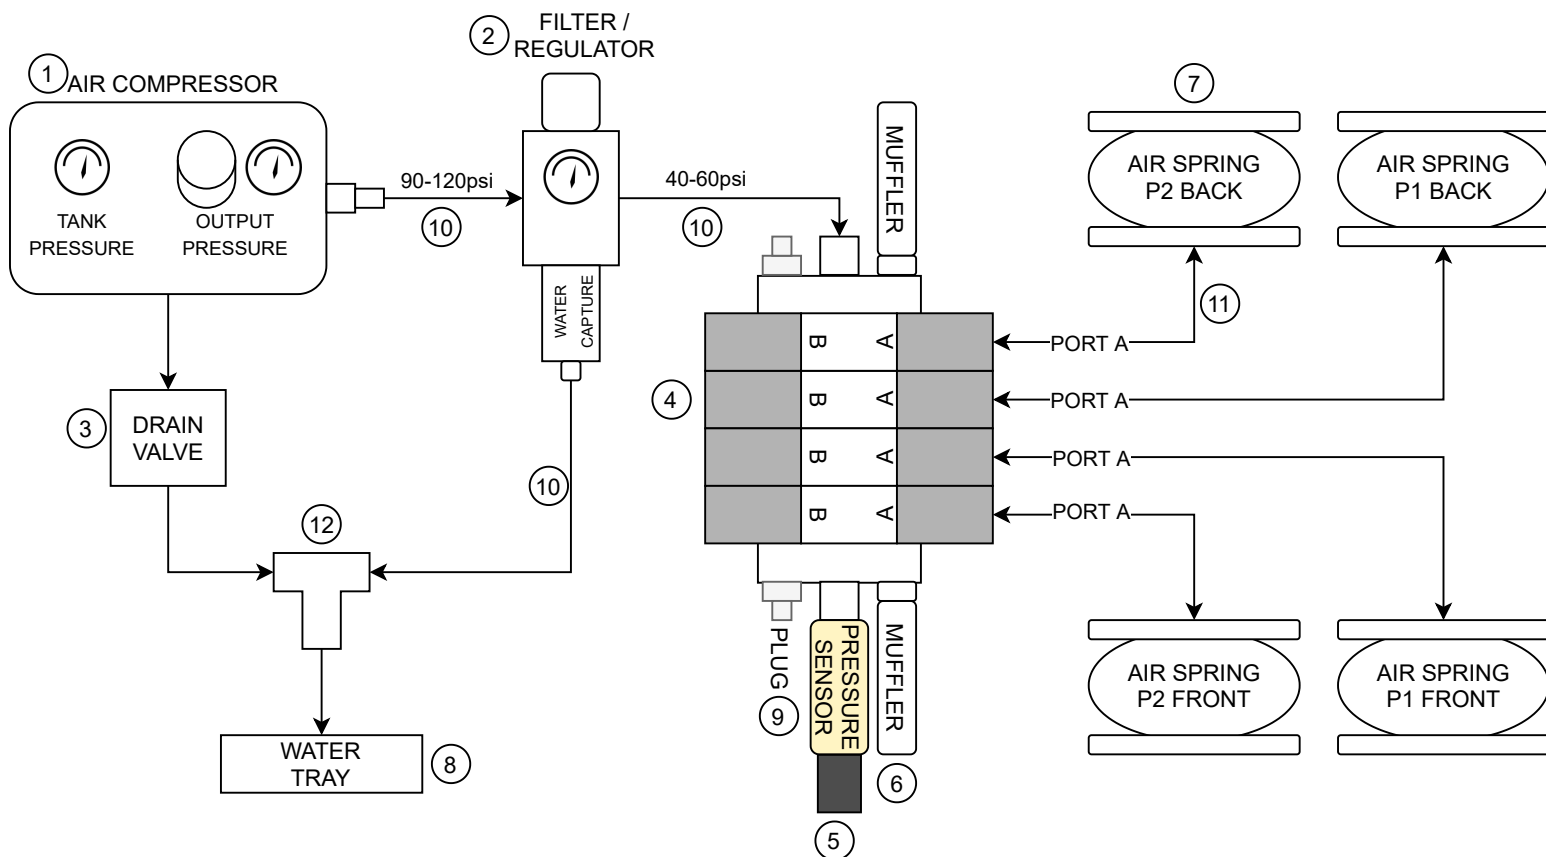 1
AIR COMPRESSOR
TANK
PRESSURE
OUTPUT
PRESSURE
2
FILTER /
REGULATOR
90-120psi
10
40-60psi
10
WATER
CAPTURE
10
3
DRAIN
VALVE
12
WATER
TRAY
8
MUFFLER
4
B A
B A
B A
B A
PLUG
9
PRESSURE
SENSOR
5
MUFFLER
6
PORT A
PORT A
PORT A
PORT A
7
AIR SPRING
P2 BACK
AIR SPRING
P1 BACK
11
AIR SPRING
P2 FRONT
AIR SPRING
P1 FRONT